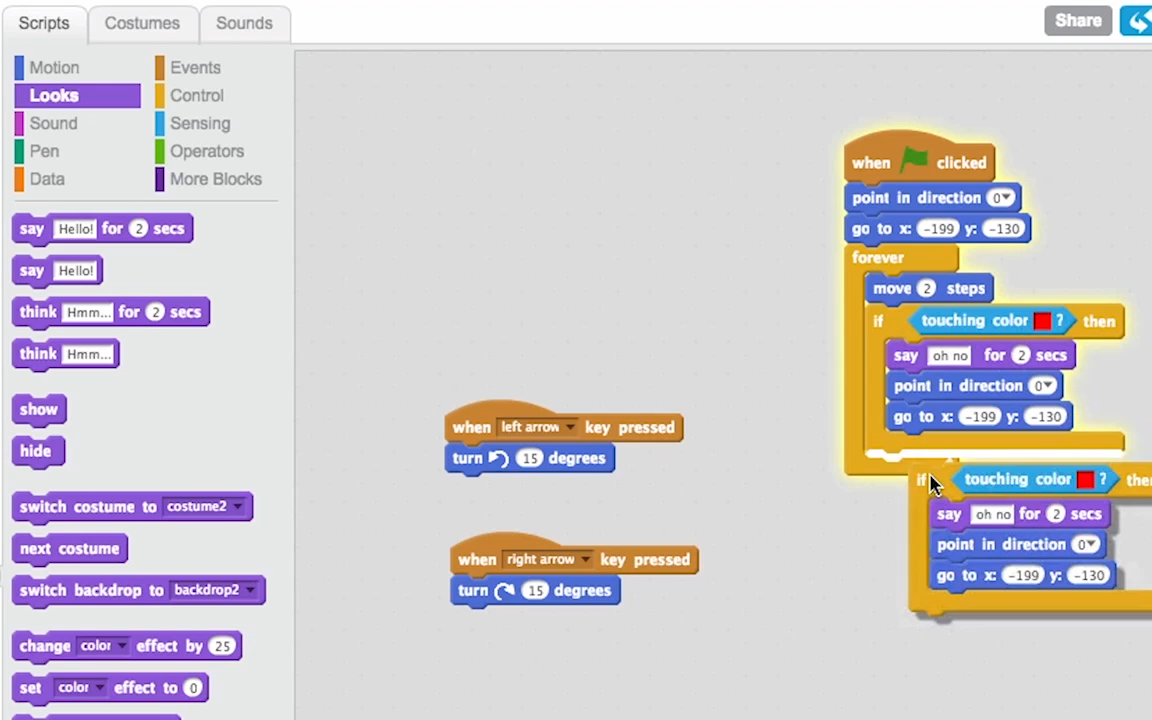 Scripts Costumes Sounds
Share
Motion Events
Looks Control
Sound Sensing
Pen Operators
Data More Blocks
say Hello! for 2 secs
say Hello!
think Hmm... for 2 secs
think Hmm...
show
hide
switch costume to costume2
next costume
switch backdrop to backdrop2
change color effect by 25
set color effect to 0
when left arrow key pressed
turn 15 degrees
when right arrow key pressed
turn 15 degrees
when clicked
point in direction 0
go to x: -199 y: -130
forever
move 2 steps
if touching color ? then
say oh no for 2 secs
point in direction 0
go to x: -199 y: -130
if touching color ? then
say oh no for 2 secs
point in direction 0
go to x: -199 y: -130